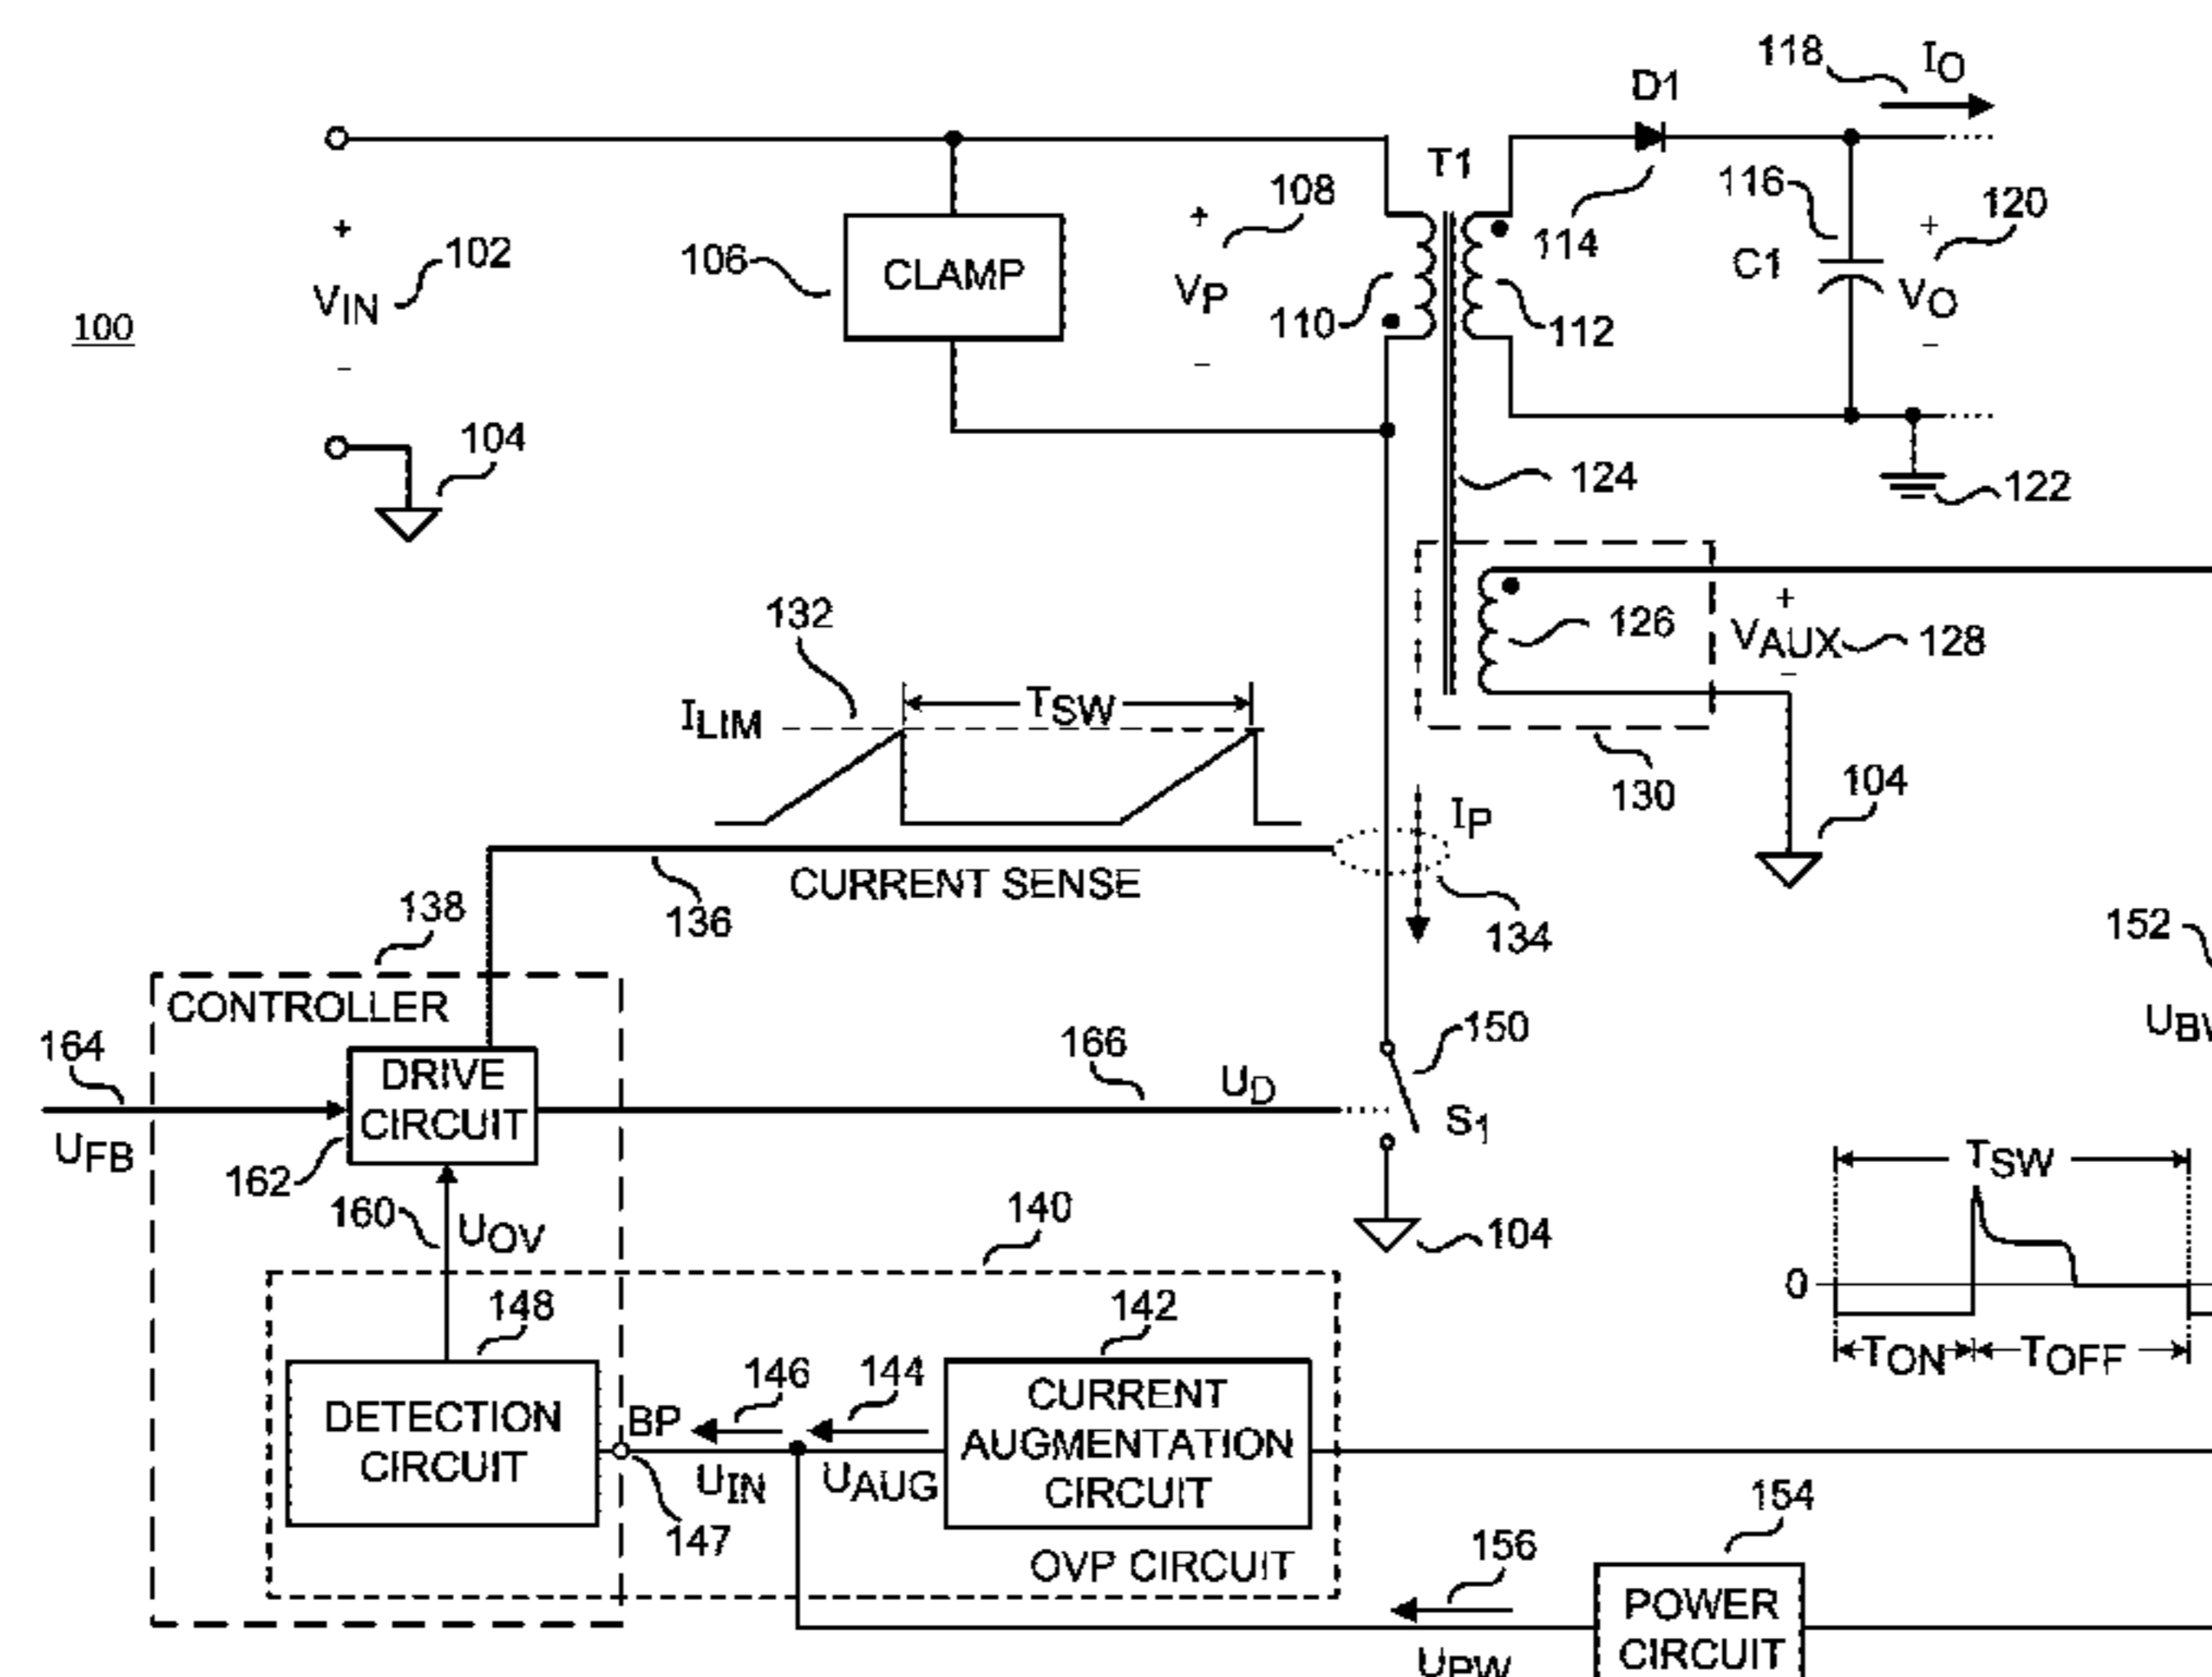 118
IO
D1
T1
108
116
120
+
+
+
102
106
CLAMP
114
C1
VIN
VP
VO
100
110
112
-
-
-
104
124
122
132
126
+
VAUX
128
-
ILIM
TSW
130
104
IP
CURRENT SENSE
136
134
138
152
CONTROLLER
164
150
166
DRIVE
CIRCUIT
UD
S1
UFB
162
TSW
160
UOV
140
104
0
148
142
TON
TOFF
146
144
CURRENT
AUGMENTATION
CIRCUIT
DETECTION
CIRCUIT
BP
UIN
UAUG
147
OVP CIRCUIT
154
156
POWER
CIRCUIT
UPW